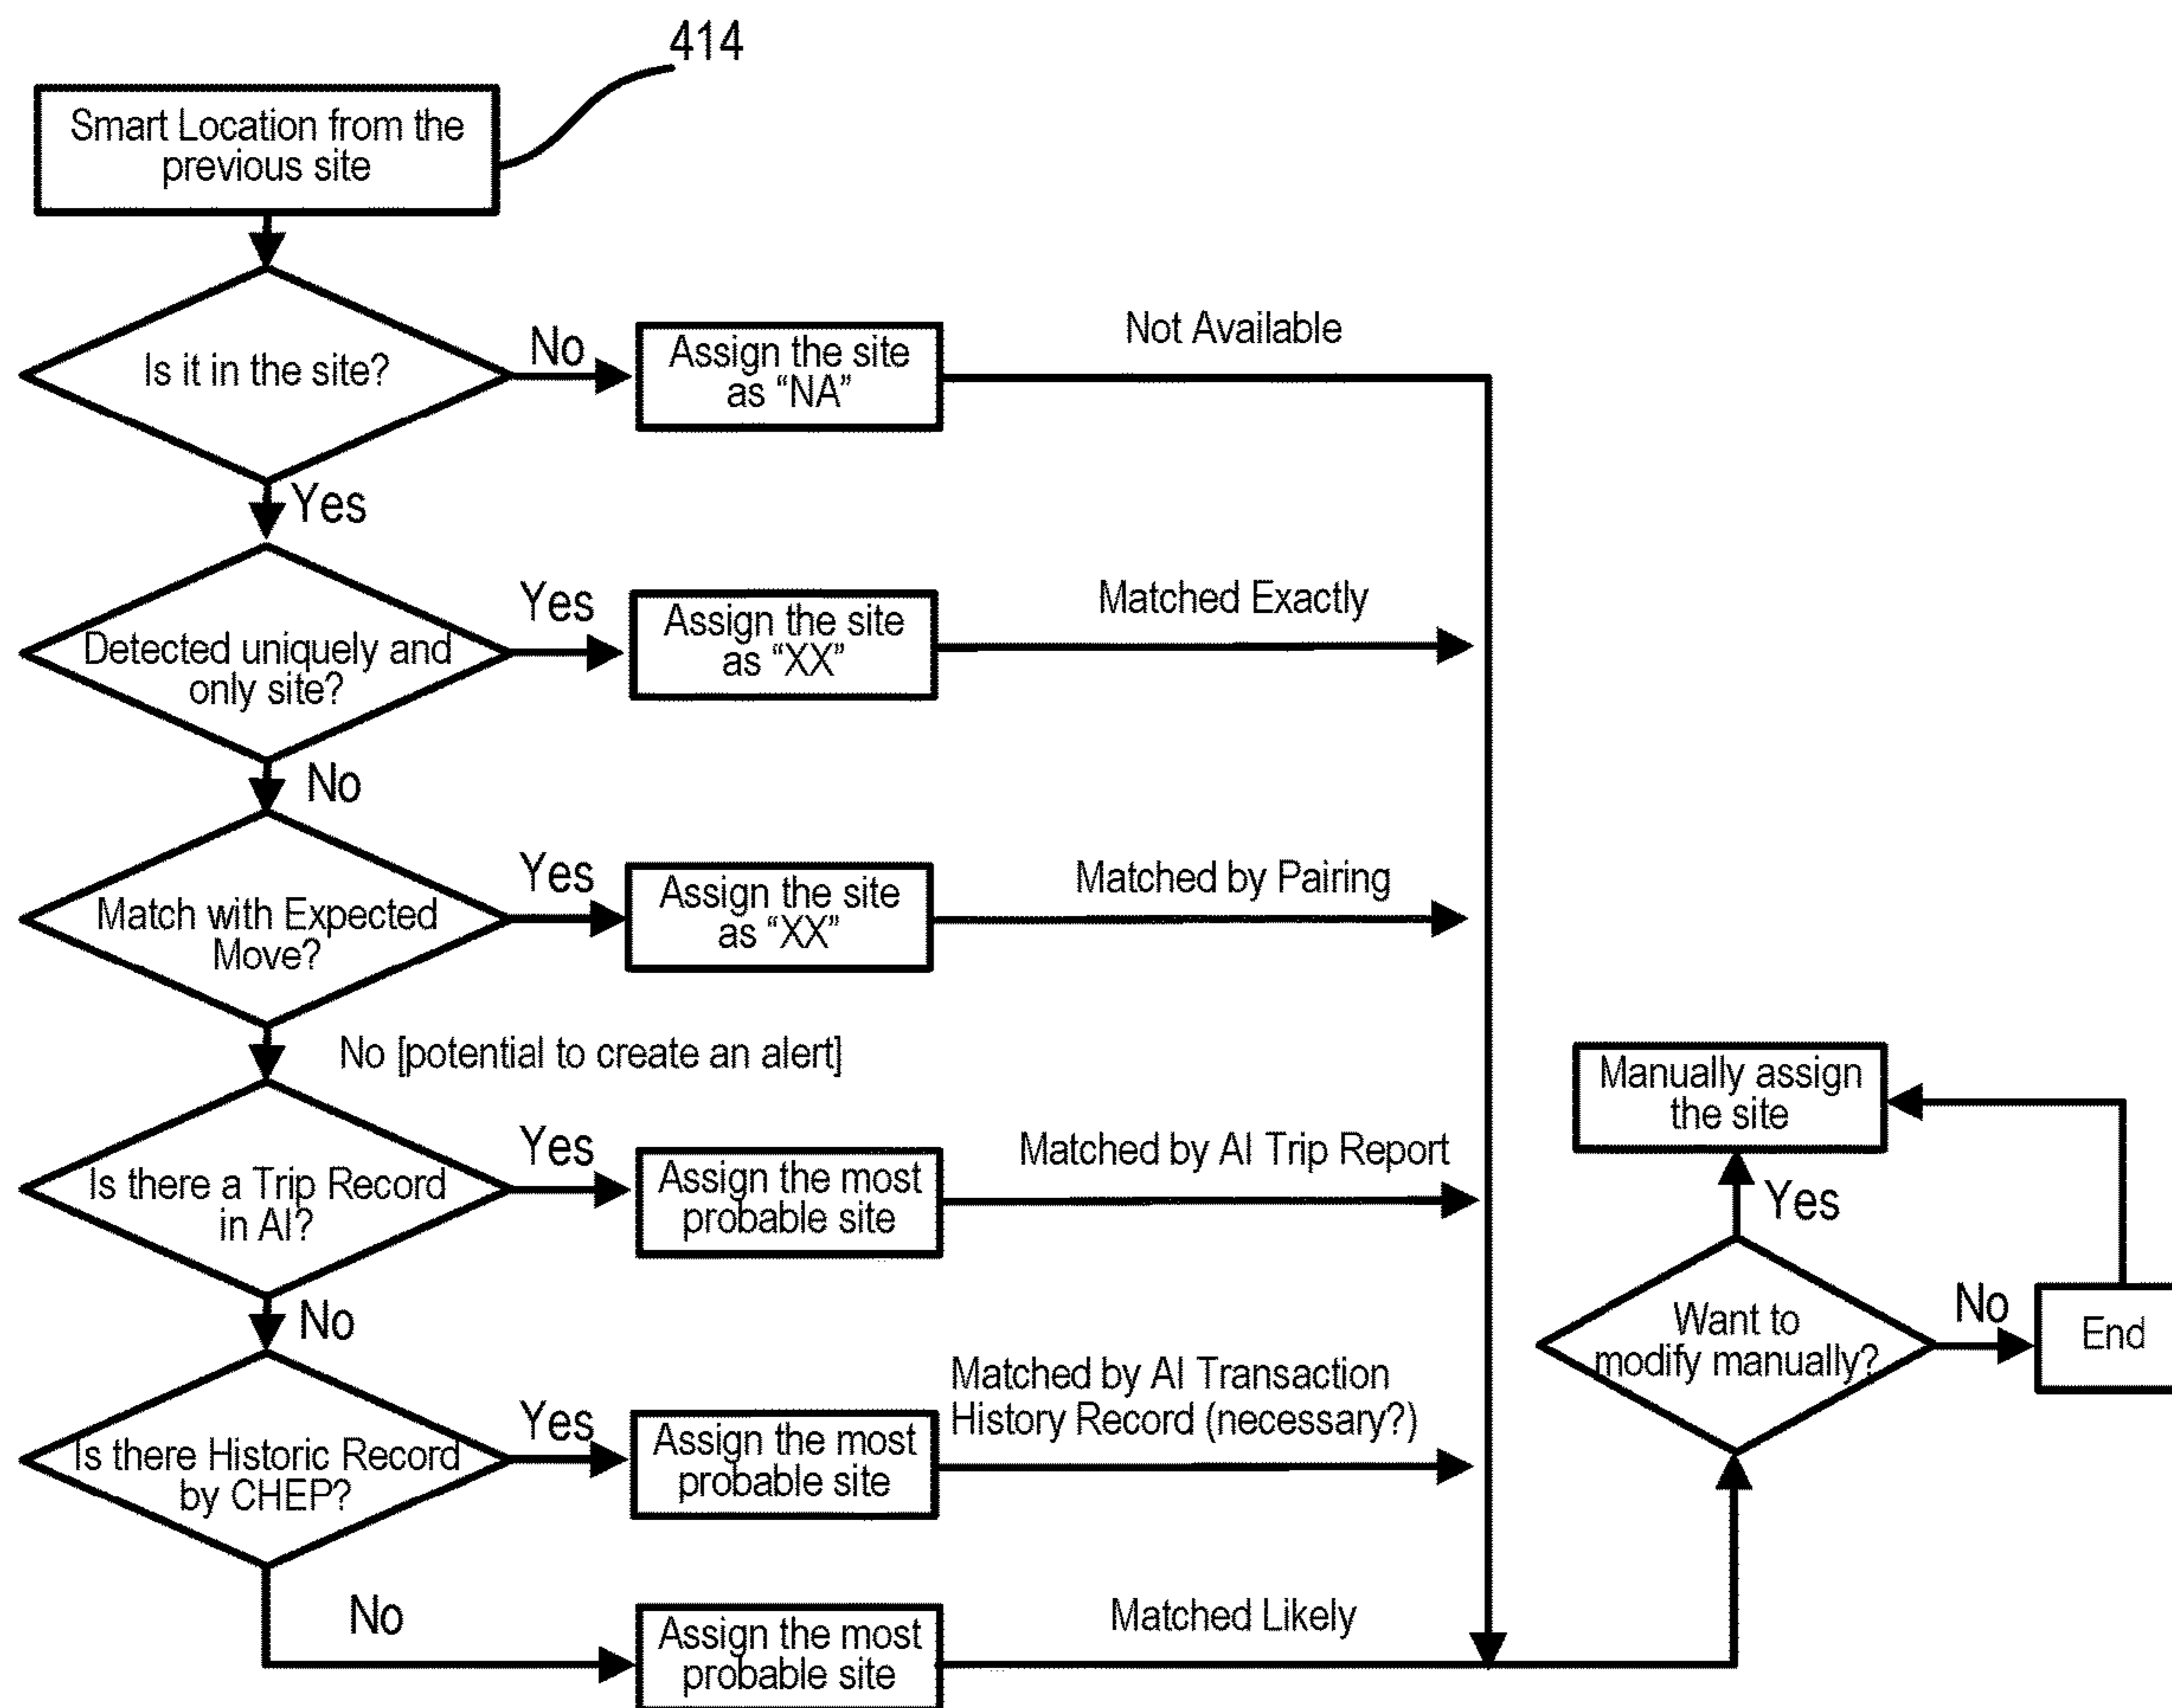 414
Smart Location from the
previous site
Is it in the site?
No
Assign the site
as “NA”
Not Available
Yes
Detected uniquely and
only site?
Yes
Assign the site
as “XX”
Matched Exactly
No
Match with Expected
Move?
Yes
Assign the site
as “XX”
Matched by Pairing
No [potential to create an alert]
Is there a Trip Record
in AI?
Yes
Assign the most
probable site
Matched by AI Trip Report
No
Is there Historic Record
by CHEP?
Yes
Assign the most
probable site
Matched by AI Transaction
History Record (necessary?)
No
Assign the most
probable site
Matched Likely
Manually assign
the site
Yes
Want to
modify manually?
No
End